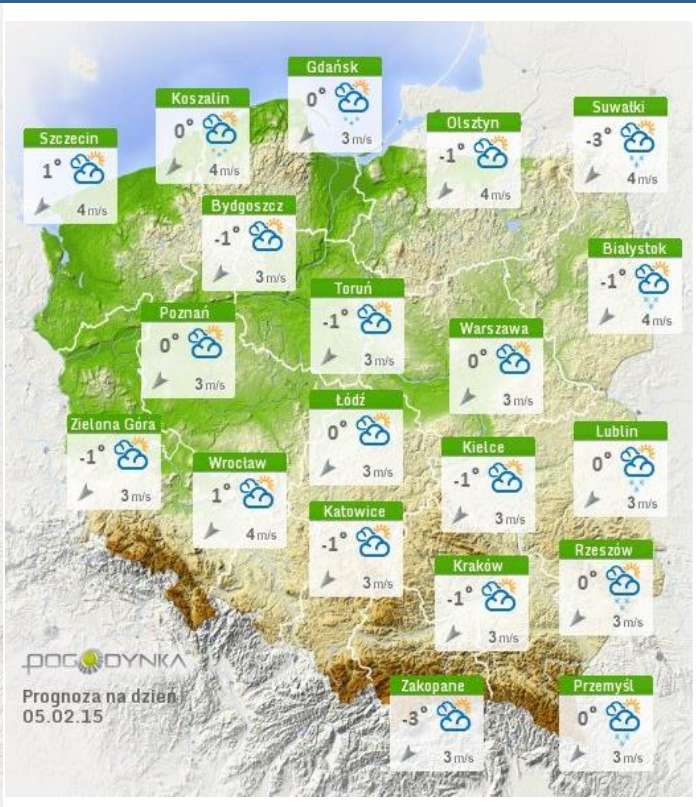 Gdańsk
0°
3 m/s
Koszalin
0°
4 m/s
Suwałki
-3°
4 m/s
Olsztyn
-1°
4 m/s
Szczecin
1°
4 m/s
Bydgoszcz
-1°
3 m/s
Białystok
-1°
4 m/s
Toruń
-1°
3 m/s
Poznań
0°
3 m/s
Warszawa
0°
3 m/s
Łódź
0°
3 m/s
Zielona Góra
-1°
3 m/s
Lublin
0°
3 m/s
Kielce
-1°
3 m/s
Wrocław
1°
4 m/s
Katowice
-1°
3 m/s
Rzeszów
0°
3 m/s
Kraków
-1°
3 m/s
POGODYNKA
Prognoza na dzień
05.02.15
Zakopane
-3°
3 m/s
Przemyśl
0°
3 m/s